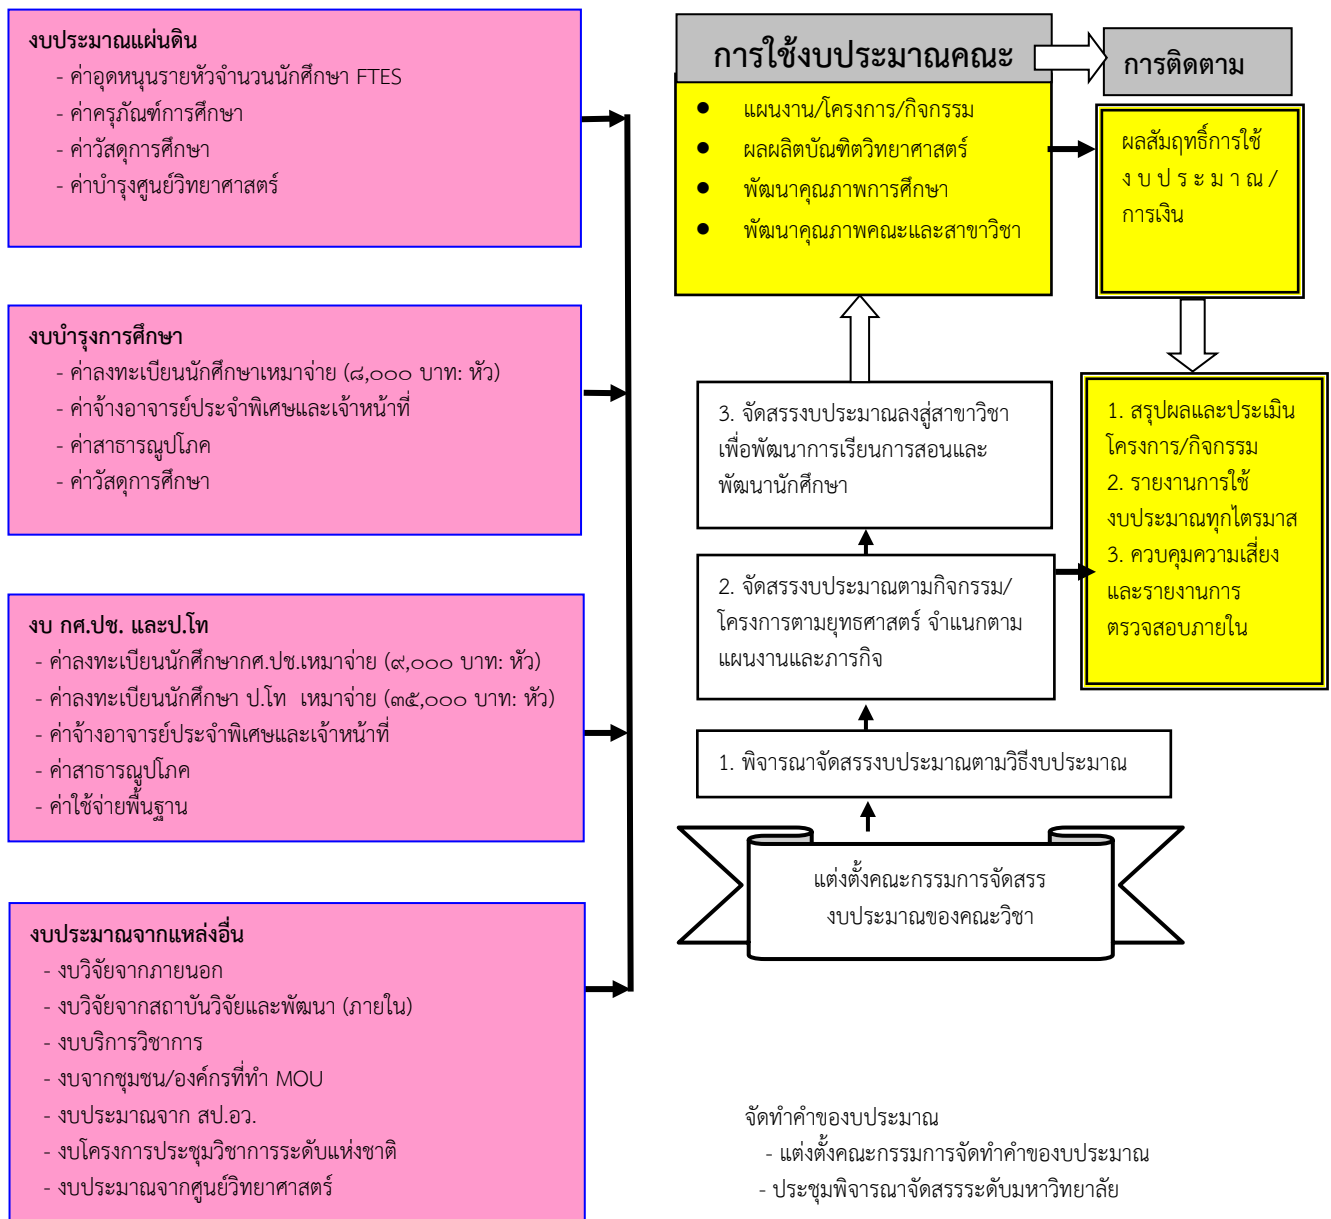 งบประมาณแผ่นดิน
- ค่าอุดหนุนรายหัวจำนวนนักศึกษา FTES
- ค่าครุภัณฑ์การศึกษา
- ค่าวัสดุการศึกษา
- ค่าบำรุงศูนย์วิทยาศาสตร์
งบบำรุงการศึกษา
- ค่าลงทะเบียนนักศึกษาเหมาจ่าย (๘,๐๐๐ บาท: หัว)
- ค่าจ้างอาจารย์ประจำพิเศษและเจ้าหน้าที่
- ค่าสาธารณูปโภค
- ค่าวัสดุการศึกษา
งบ กศ.ปช. และป.โท
- ค่าลงทะเบียนนักศึกษากศ.ปช.เหมาจ่าย (๙,๐๐๐ บาท: หัว)
- ค่าลงทะเบียนนักศึกษา ป.โท เหมาจ่าย (๓๕,๐๐๐ บาท: หัว)
- ค่าจ้างอาจารย์ประจำพิเศษและเจ้าหน้าที่
- ค่าสาธารณูปโภค
- ค่าใช้จ่ายพื้นฐาน
งบประมาณจากแหล่งอื่น
- งบวิจัยจากภายนอก
- งบวิจัยจากสถาบันวิจัยและพัฒนา (ภายใน)
- งบบริการวิชาการ
- งบจากชุมชน/องค์กรที่ทำ MOU
- งบประมาณจาก สป.อว.
- งบโครงการประชุมวิชาการระดับแห่งชาติ
- งบประมาณจากศูนย์วิทยาศาสตร์
การใช้งบประมาณคณะ
● แผนงาน/โครงการ/กิจกรรม
● ผลผลิตบัณฑิตวิทยาศาสตร์
● พัฒนาคุณภาพการศึกษา
● พัฒนาคุณภาพคณะและสาขาวิชา
การติดตาม
ผลสัมฤทธิ์การใช้
ง บ ป ร ะ ม า ณ /
การเงิน
3. จัดสรรงบประมาณลงสู่สาขาวิชา
เพื่อพัฒนาการเรียนการสอนและ
พัฒนานักศึกษา
1. สรุปผลและประเมิน
โครงการ/กิจกรรม
2. รายงานการใช้
งบประมาณทุกไตรมาส
3. ควบคุมความเสี่ยง
และรายงานการ
ตรวจสอบภายใน
2. จัดสรรงบประมาณตามกิจกรรม/
โครงการตามยุทธศาสตร์ จำแนกตาม
แผนงานและภารกิจ
1. พิจารณาจัดสรรงบประมาณตามวิธีงบประมาณ
แต่งตั้งคณะกรรมการจัดสรร
งบประมาณของคณะวิชา
จัดทำคำของบประมาณ
- แต่งตั้งคณะกรรมการจัดทำคำของบประมาณ
- ประชุมพิจารณาจัดสรรระดับมหาวิทยาลัย